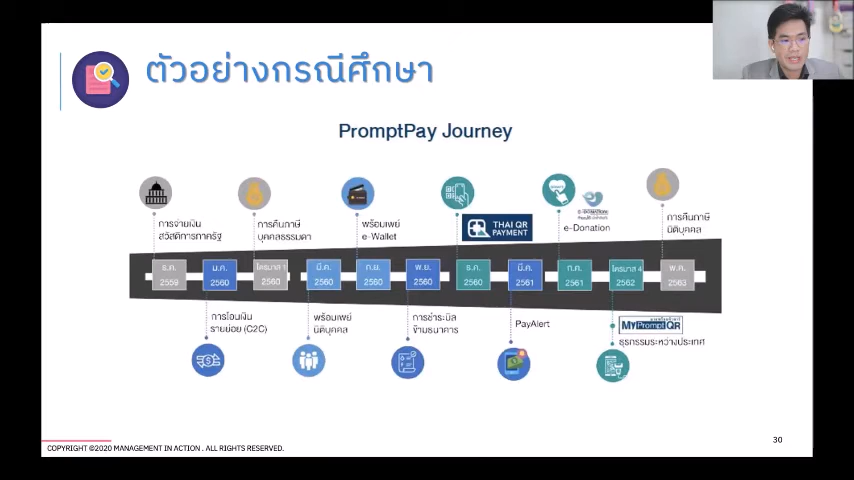 ตัวอย่างกรณีศึกษา
PromptPay Journey
การจ่ายเงิน
สวัสดิการภาครัฐ
การคืนภาษี
บุคคลธรรมดา
พร้อมเพย์
e-Wallet
THAI QR
PAYMENT
e-Donation
การคืนภาษี
นิติบุคคล
ธ.ค.
2559
ม.ค.
2560
ไตรมาส 1
2560
มี.ค.
2560
ก.ย.
2560
พ.ย.
2560
ธ.ค.
2560
มี.ค.
2561
ก.ค.
2561
ไตรมาส 4
2562
พ.ค.
2563
การโอนเงิน
รายย่อย (C2C)
พร้อมเพย์
นิติบุคคล
การชำระบิล
ข้ามธนาคาร
PayAlert
MyPromptQR
ธุรกรรมระหว่างประเทศ
30
COPYRIGHT ©2020 MANAGEMENT IN ACTION . ALL RIGHTS RESERVED.